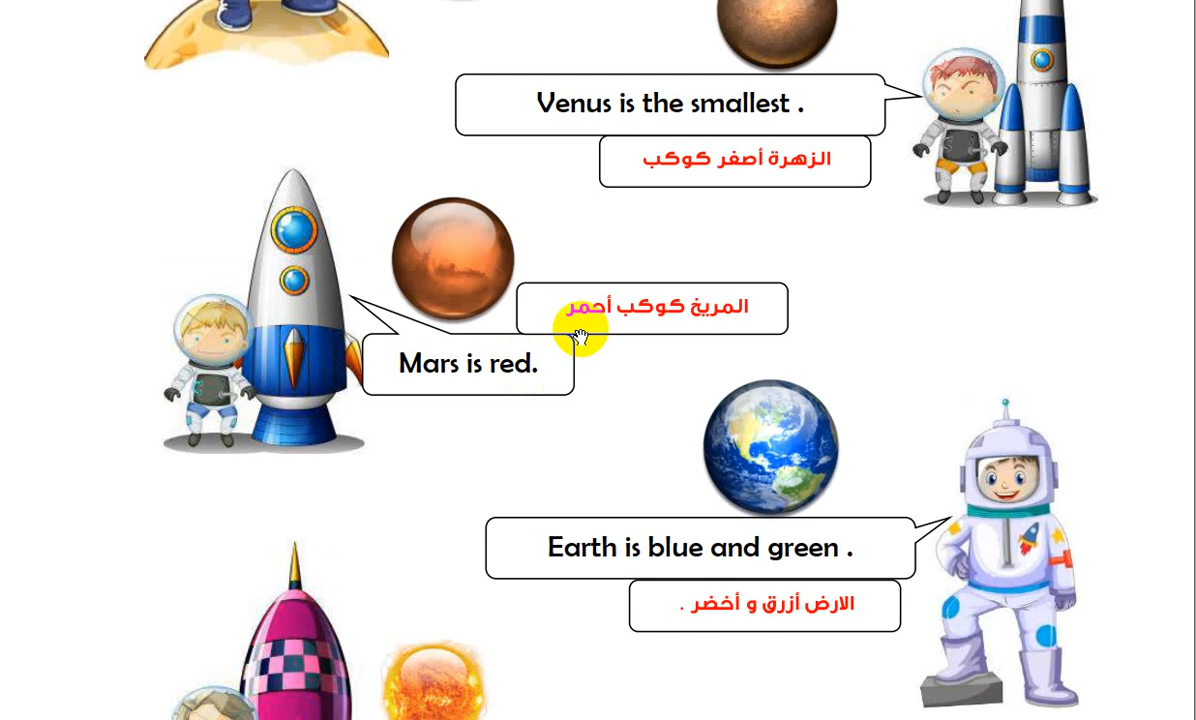 Venus is the smallest .
الزهرة أصغر كوكب
المريخ كوكب أحمر
Mars is red.
Earth is blue and green .
الارض أزرق و أخضر .